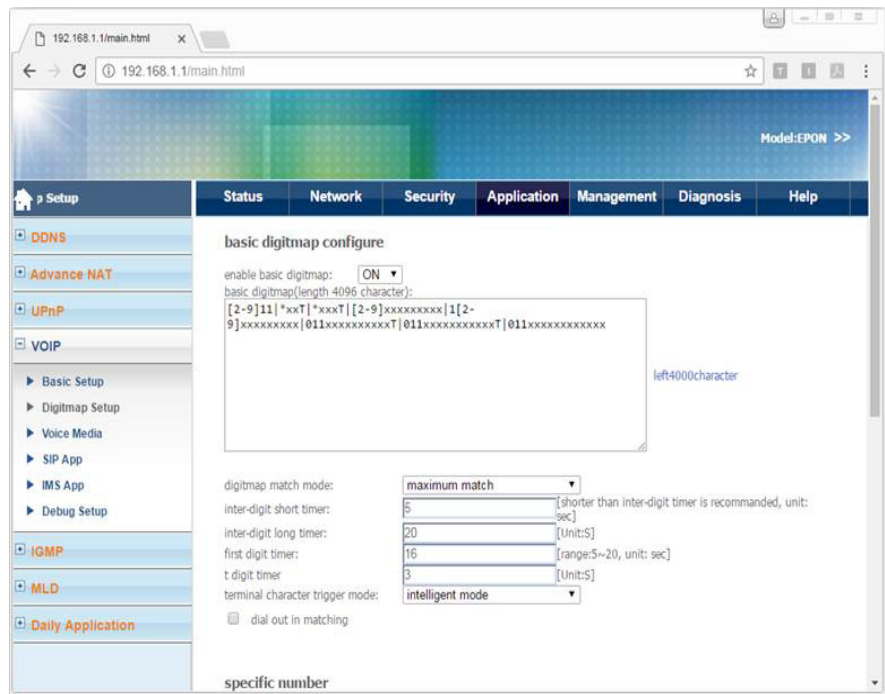 192.168.1.1/main.html
192.168.1.1/main.html
Model:EPON >>
p Setup
Status Network Security Application Management Diagnosis Help
DDNS
Advance NAT
UPnP
VOIP
Basic Setup
Digitmap Setup
Voice Media
SIP App
IMS App
Debug Setup
IGMP
MLD
Daily Application
basic digitmap configure
enable basic digitmap: ON
basic digitmap(length 4096 character):
[2-9]11|*xxT|*xxxT|[2-9]xxxxxxxxx|1[2-
9]xxxxxxxxx|011xxxxxxxxxxT|011xxxxxxxxxxxT|011xxxxxxxxxxxx
left4000character
digitmap match mode: maximum match
inter-digit short timer: 5 [shorter than inter-digit timer is recommanded, unit:
sec]
inter-digit long timer: 20 [Unit:S]
first digit timer: 16 [range:5~20, unit: sec]
t digit timer 3 [Unit:S]
terminal character trigger mode: intelligent mode
dial out in matching
specific number